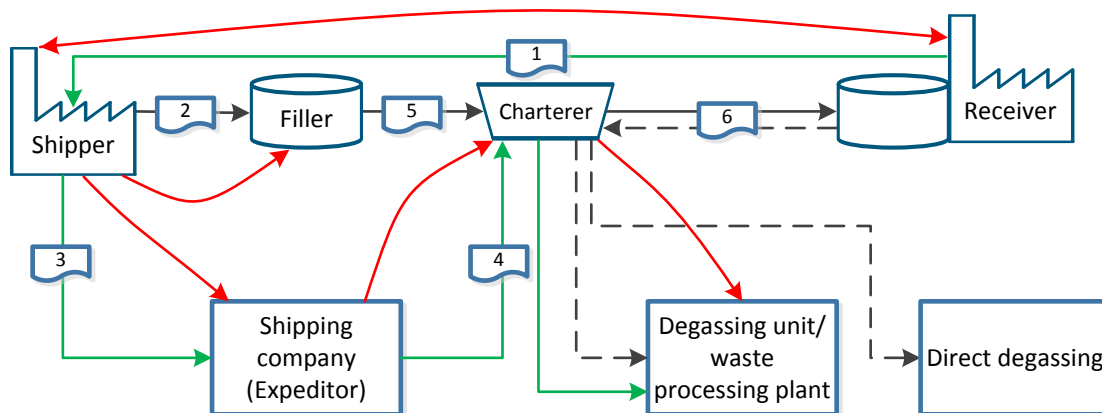 1
2
Filler
5
Charterer
6
Receiver
Shipper
3
4
Shipping
company
(Expeditor)
Degassing unit/
waste
processing plant
Direct degassing